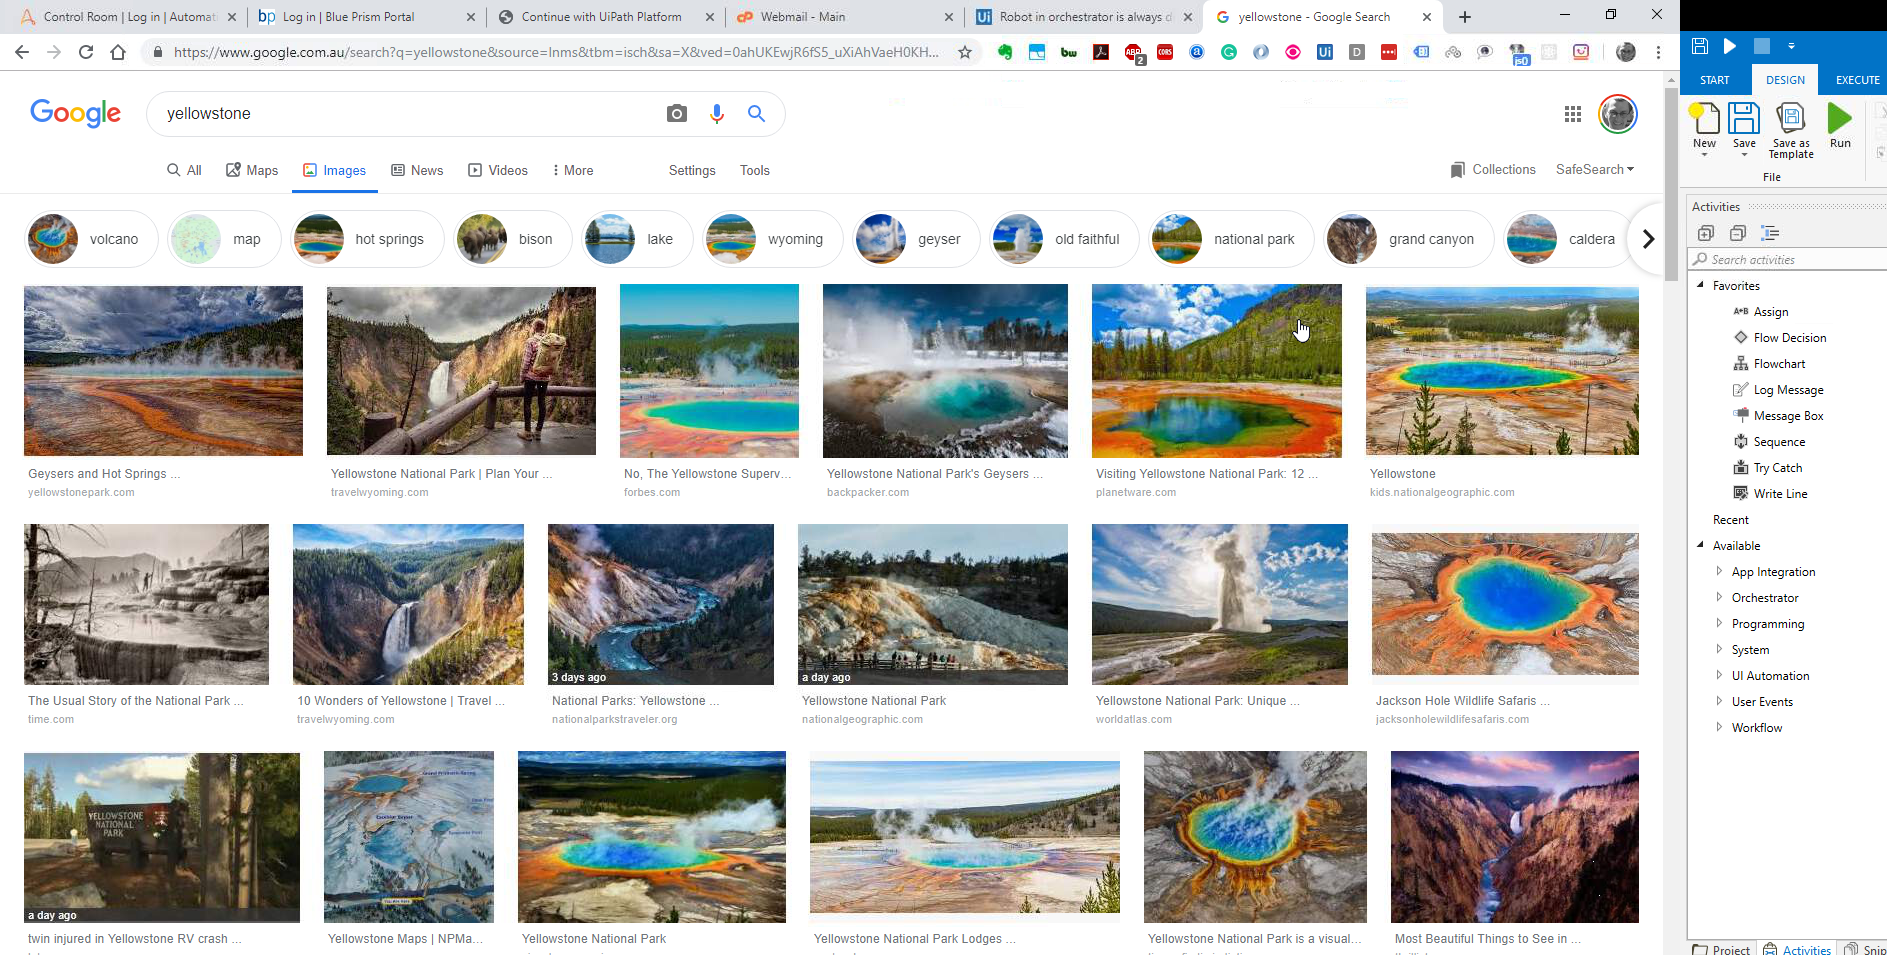 Control Room | Log in | Automat
Log in | Blue Prism Portal
Continue with UiPath Platform
Webmail - Main
Robot in orchestrator is always d
yellowstone - Google Search
https://www.google.com.au/search?q=yellowstone&source=lnms&tbm=isch&sa=X&ved=0ahUKEwjR6fS5_uXiAhVaeH0KH...
START
DESIGN
EXECUTE
Google
yellowstone
New
Save
Save as
Template
Run
File
All
Maps
Images
News
Videos
More
Settings
Tools
Collections
SafeSearch
Activities
volcano
map
hot springs
bison
lake
wyoming
geyser
old faithful
national park
grand canyon
caldera
Search activities
Favorites
Assign
Flow Decision
Flowchart
Log Message
Message Box
Sequence
Try Catch
Write Line
Recent
Available
App Integration
Orchestrator
Programming
System
UI Automation
User Events
Workflow
Project
Activities
Snip
Geysers and Hot Springs ...
yellowstonepark.com
Yellowstone National Park | Plan Your ...
travelwyoming.com
No, The Yellowstone Superv...
forbes.com
Yellowstone National Park's Geysers ...
backpacker.com
Visiting Yellowstone National Park: 12 ...
planetware.com
Yellowstone
kids.nationalgeographic.com
The Usual Story of the National Park ...
time.com
10 Wonders of Yellowstone | Travel ...
travelwyoming.com
3 days ago
National Parks: Yellowstone ...
nationalparkstraveler.org
a day ago
Yellowstone National Park
nationalgeographic.com
Yellowstone National Park: Unique ...
worldatlas.com
Jackson Hole Wildlife Safaris ...
jacksonholewildlifesafaris.com
YELLOWSTONE
NATIONAL
PARK
a day ago
twin injured in Yellowstone RV crash ...
Yellowstone Maps | NPMa...
Yellowstone National Park
Yellowstone National Park Lodges ...
Yellowstone National Park is a visual...
Most Beautiful Things to See in ...